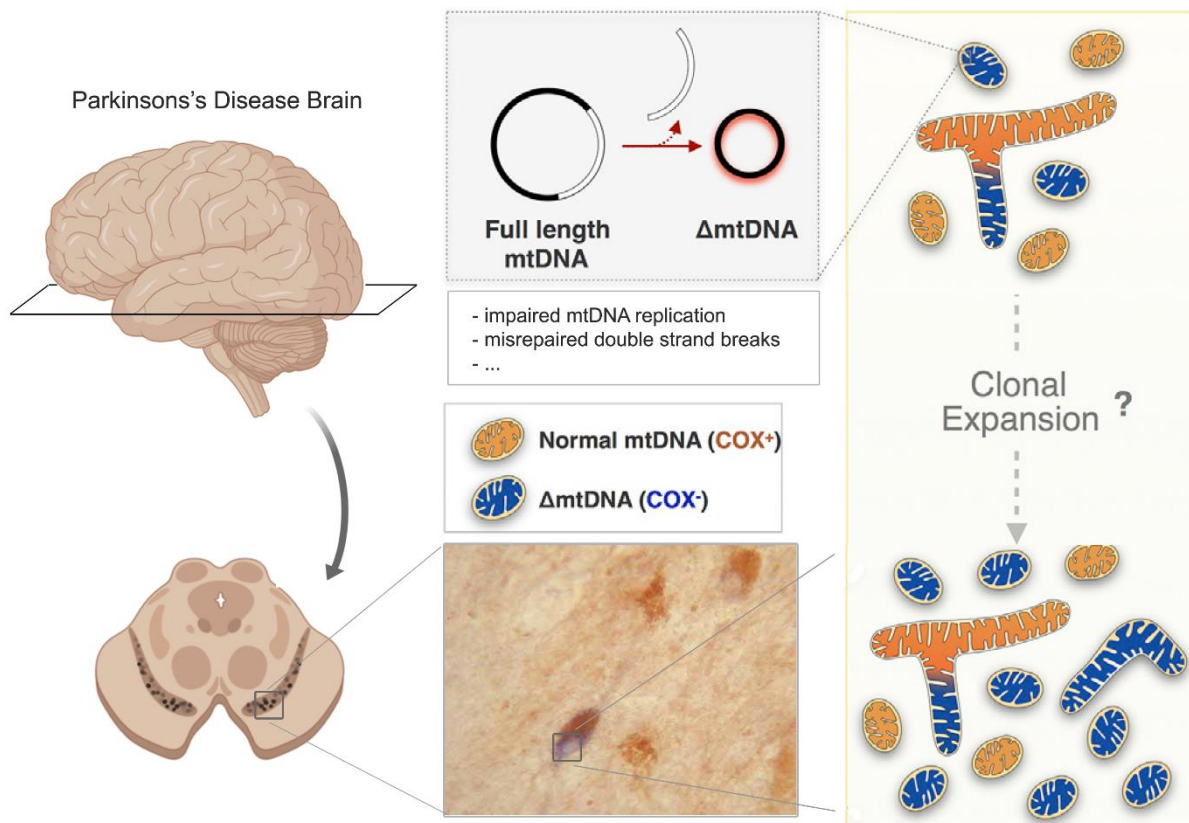 Parkinsons's Disease Brain
Full length
mtDNA
ΔmtDNA
- impaired mtDNA replication
- misrepaired double strand breaks
- ...
Normal mtDNA (COX⁺)
ΔmtDNA (COX⁻)
Clonal
Expansion ?